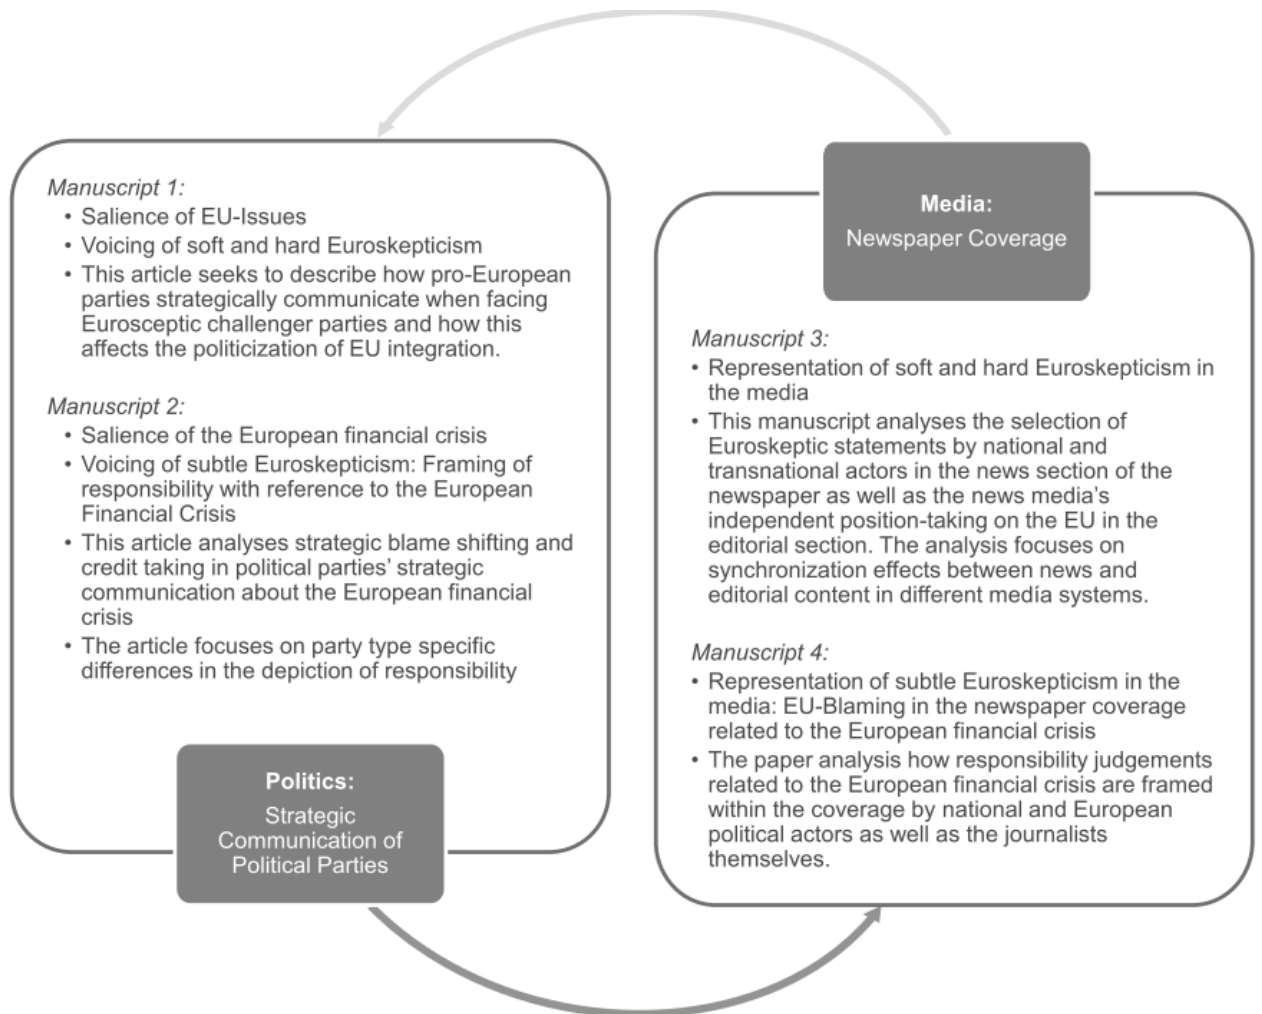 Manuscript 1:
• Salience of EU-Issues
• Voicing of soft and hard Euroskepticism
• This article seeks to describe how pro-European
parties strategically communicate when facing
Eurosceptic challenger parties and how this
affects the politicization of EU integration.
Manuscript 2:
• Salience of the European financial crisis
• Voicing of subtle Euroskepticism: Framing of
responsibility with reference to the European
Financial Crisis
• This article analyses strategic blame shifting and
credit taking in political parties’ strategic
communication about the European financial
crisis
• The article focuses on party type specific
differences in the depiction of responsibility
Politics:
Strategic
Communication of
Political Parties
Media:
Newspaper Coverage
Manuscript 3:
• Representation of soft and hard Euroskepticism in
the media
• This manuscript analyses the selection of
Euroskeptic statements by national and
transnational actors in the news section of the
newspaper as well as the news media’s
independent position-taking on the EU in the
editorial section. The analysis focuses on
synchronization effects between news and
editorial content in different medía systems.
Manuscript 4:
• Representation of subtle Euroskepticism in the
media: EU-Blaming in the newspaper coverage
related to the European financial crisis
• The paper analysis how responsibility judgements
related to the European financial crisis are framed
within the coverage by national and European
political actors as well as the journalists
themselves.